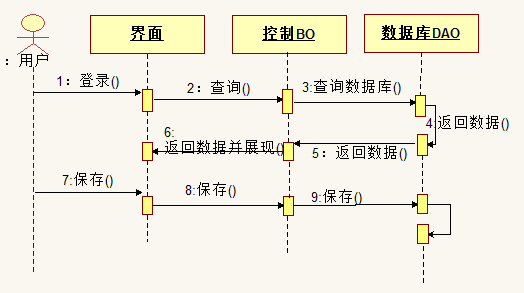 界面
控制BO
数据库DAO
：用户
1：登录()
2：查询()
3:查询数据库()
4:返回数据()
5：返回数据()
6:
返回数据并展现()
7:保存()
8:保存()
9:保存()